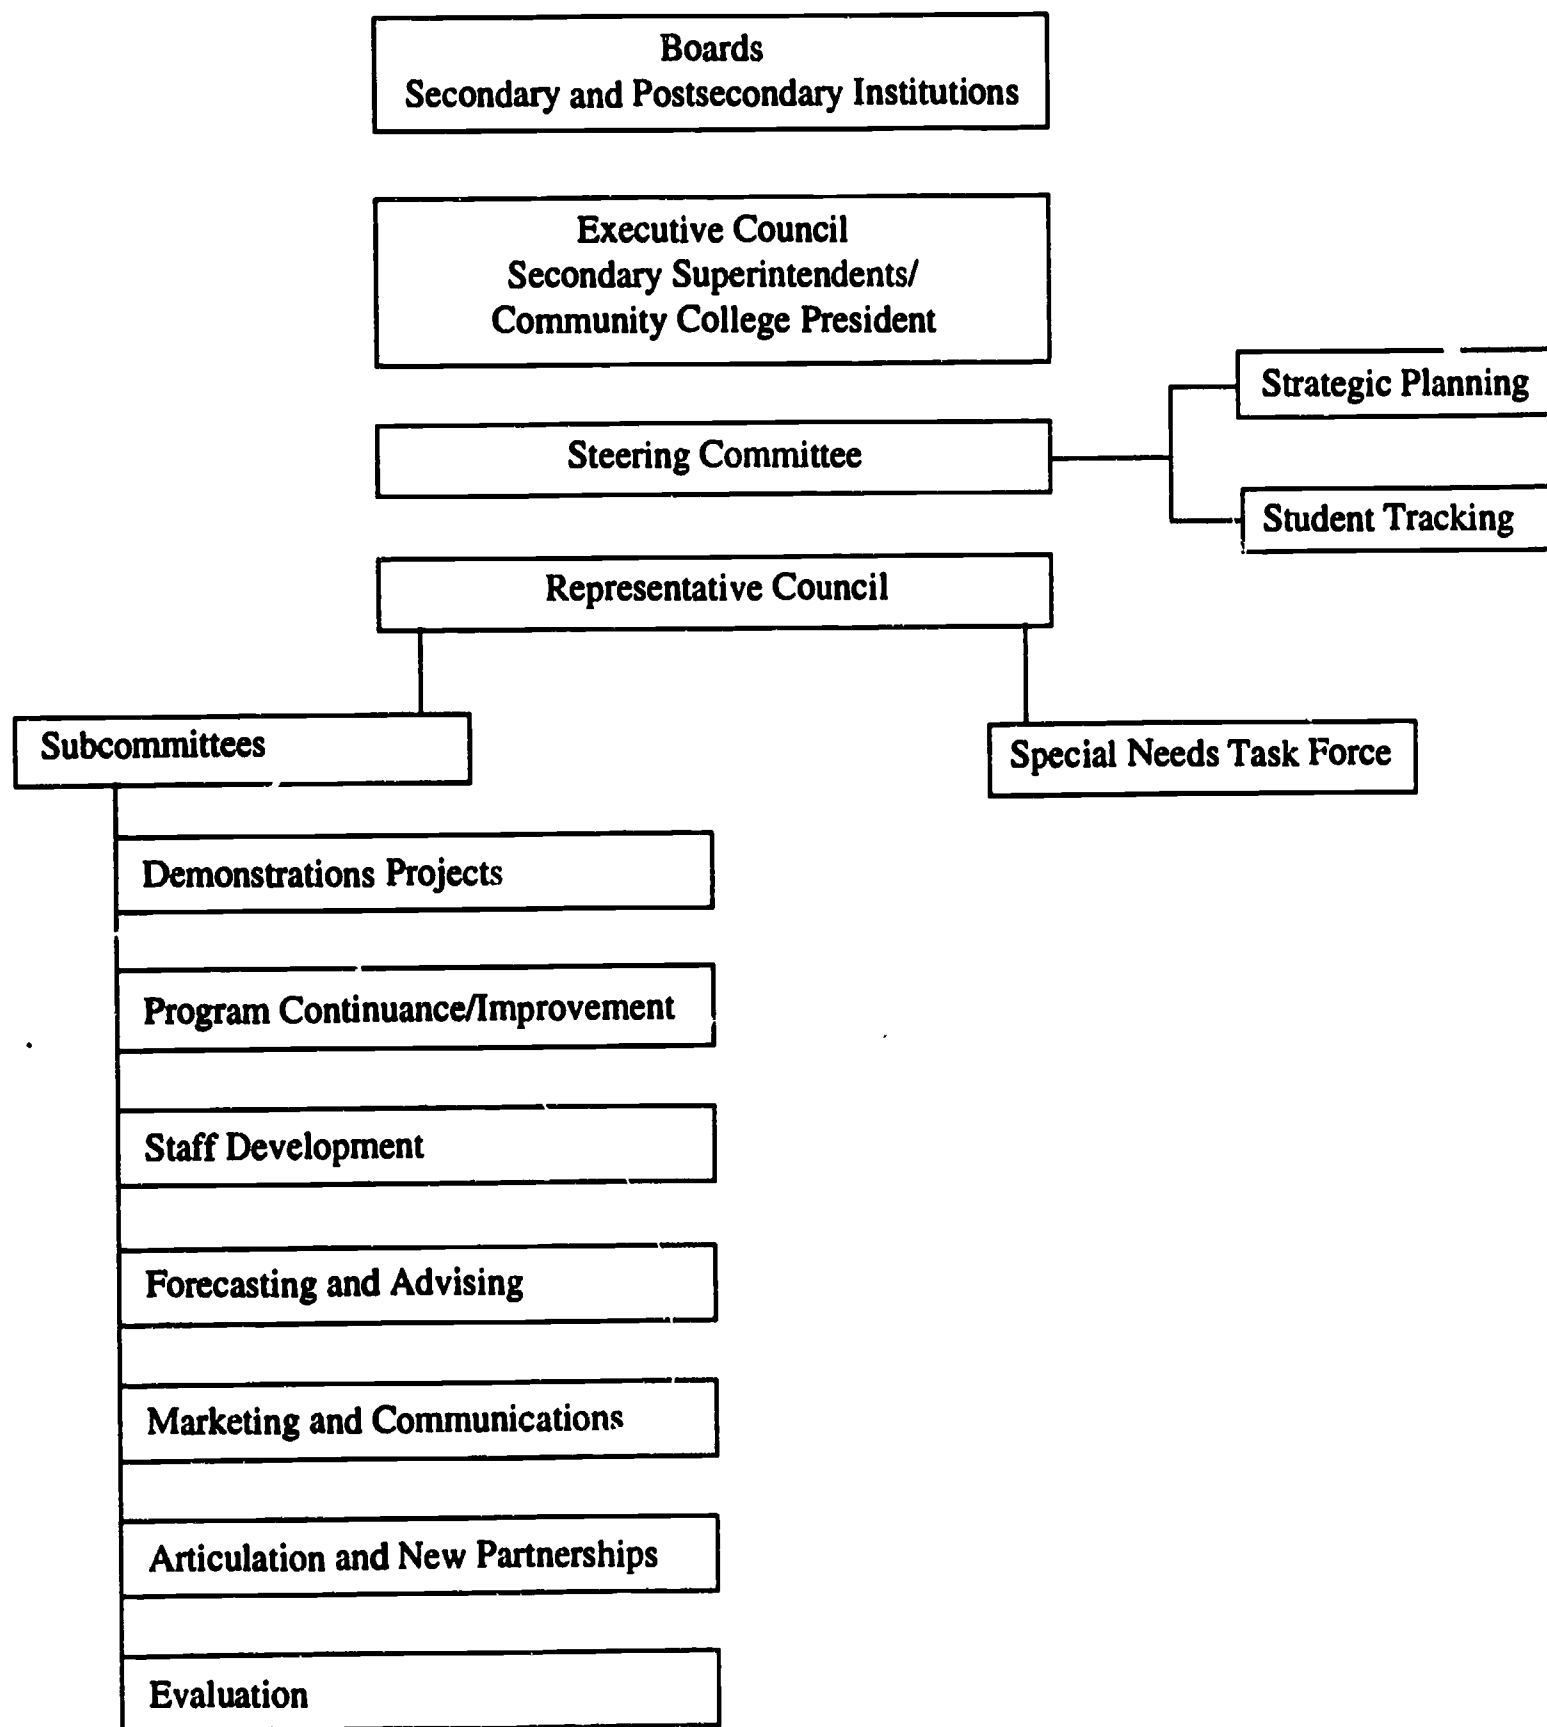 Boards
Secondary and Postsecondary Institutions
Executive Council
Secondary Superintendents/
Community College President
Strategic Planning
Steering Committee
Student Tracking
Representative Council
Subcommittees
Special Needs Task Force
Demonstrations Projects
Program Continuance/Improvement
Staff Development
Forecasting and Advising
Marketing and Communications
Articulation and New Partnerships
Evaluation